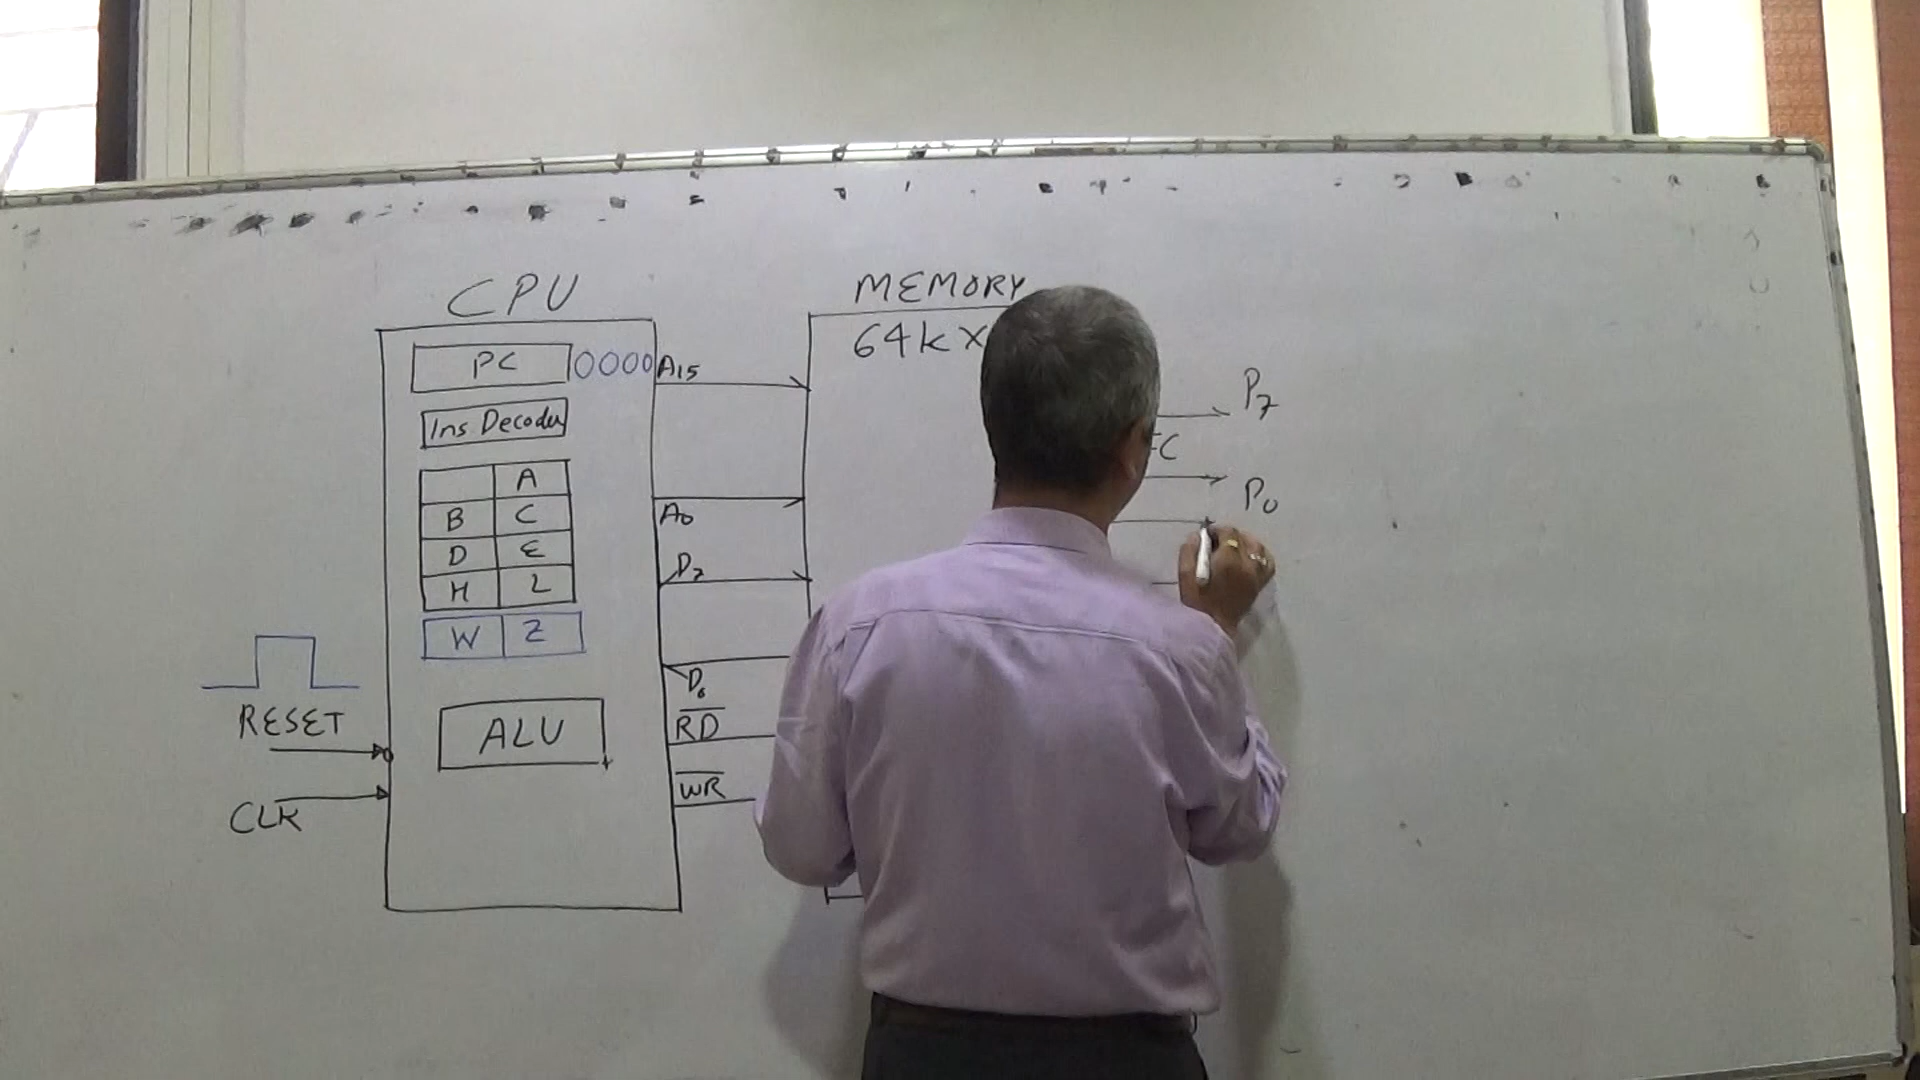 CPU
PC 0000
Ins. Decoder
A
B C
D E
H L
W Z
ALU
RESET
CLK
A15
A0
D7
D0
RD
WR
MEMORY
64k X
P7
P0